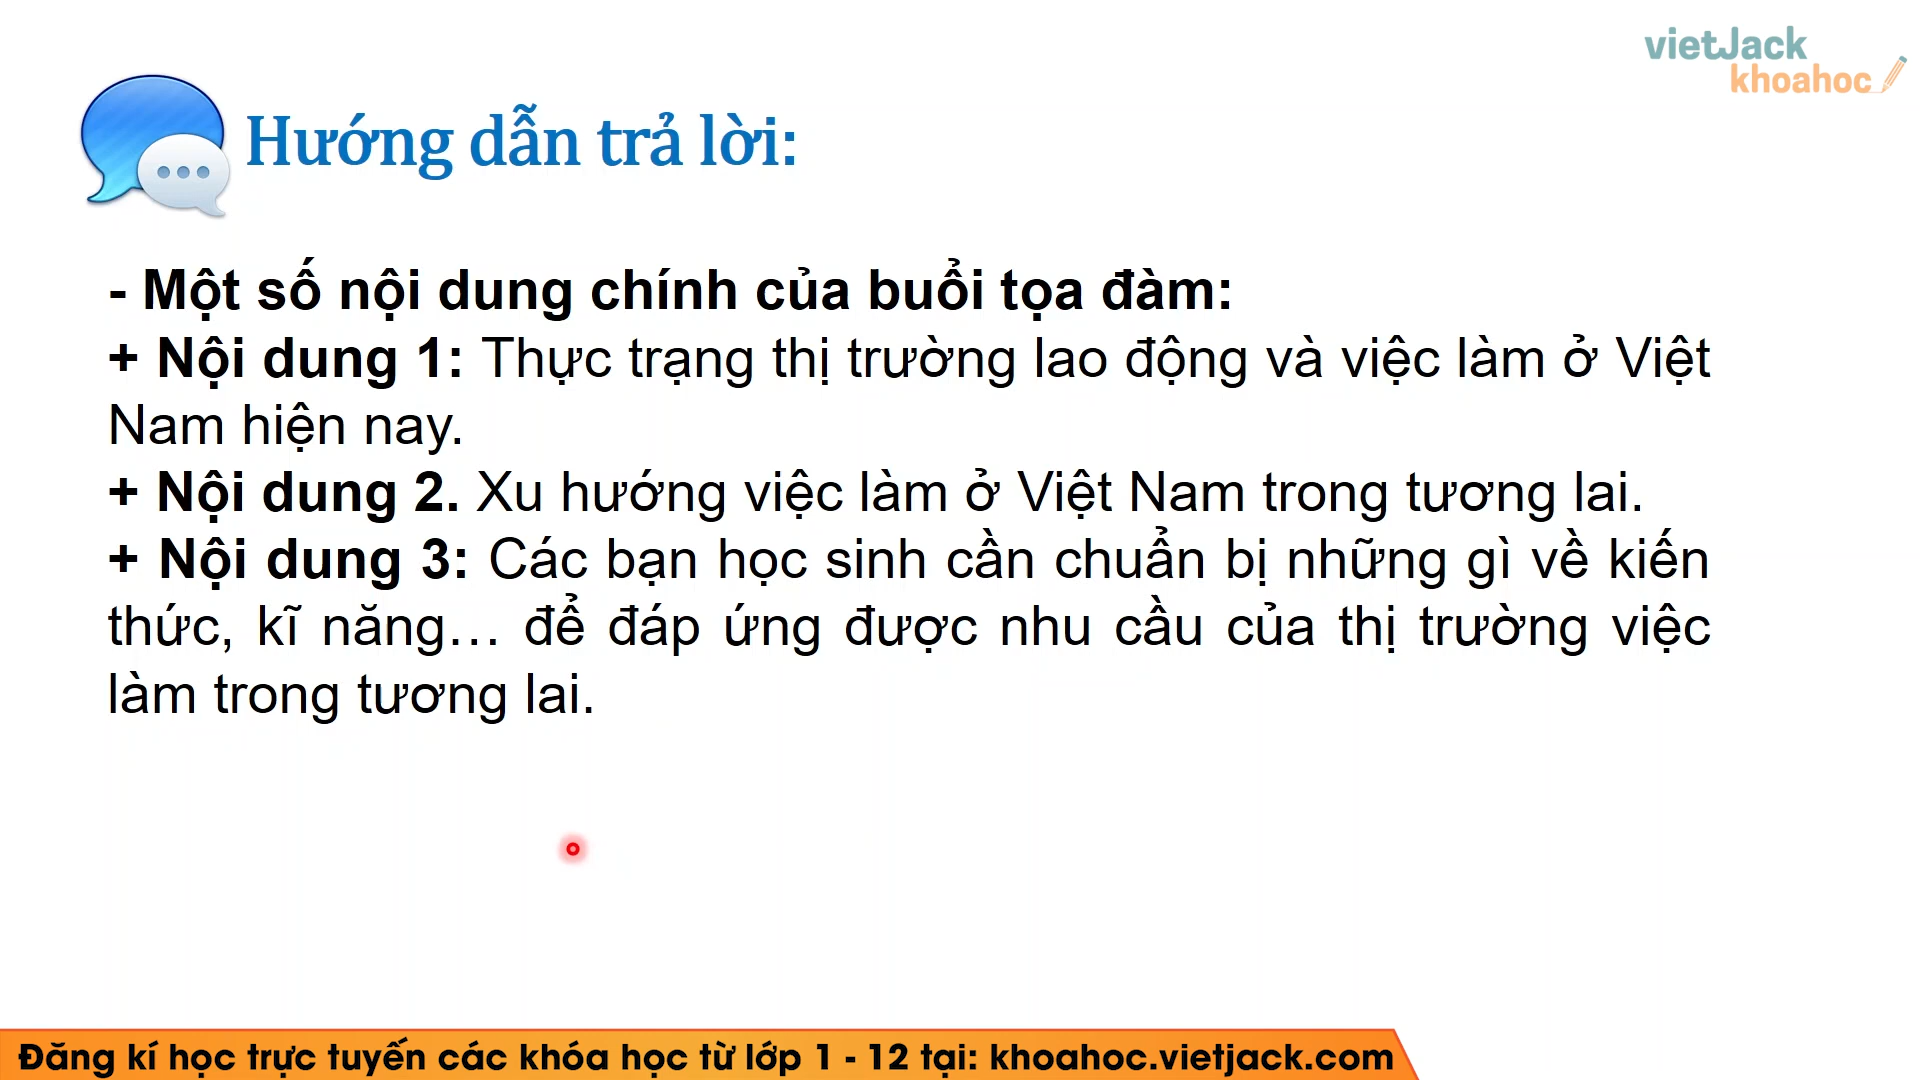 vietJack
khoahoc
Hướng dẫn trả lời:
- Một số nội dung chính của buổi tọa đàm:
+ Nội dung 1: Thực trạng thị trường lao động và việc làm ở Việt
Nam hiện nay.
+ Nội dung 2. Xu hướng việc làm ở Việt Nam trong tương lai.
+ Nội dung 3: Các bạn học sinh cần chuẩn bị những gì về kiến
thức, kĩ năng… để đáp ứng được nhu cầu của thị trường việc
làm trong tương lai.
Đăng kí học trực tuyến các khóa học từ lớp 1 - 12 tại: khoahoc.vietjack.com